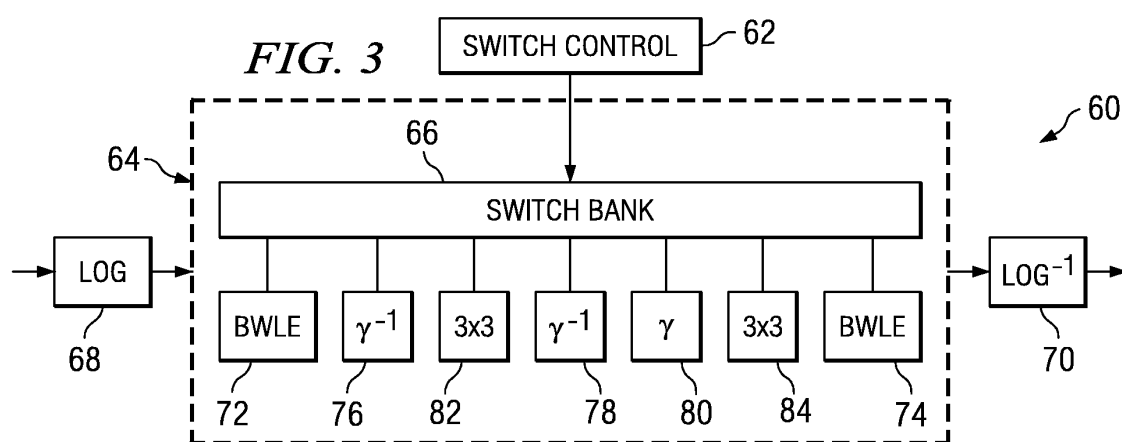 FIG. 3
SWITCH CONTROL
62
60
66
64
SWITCH BANK
LOG
68
BWLE
γ⁻¹
3x3
γ⁻¹
γ
3x3
BWLE
LOG⁻¹
70
72
76
82
78
80
84
74